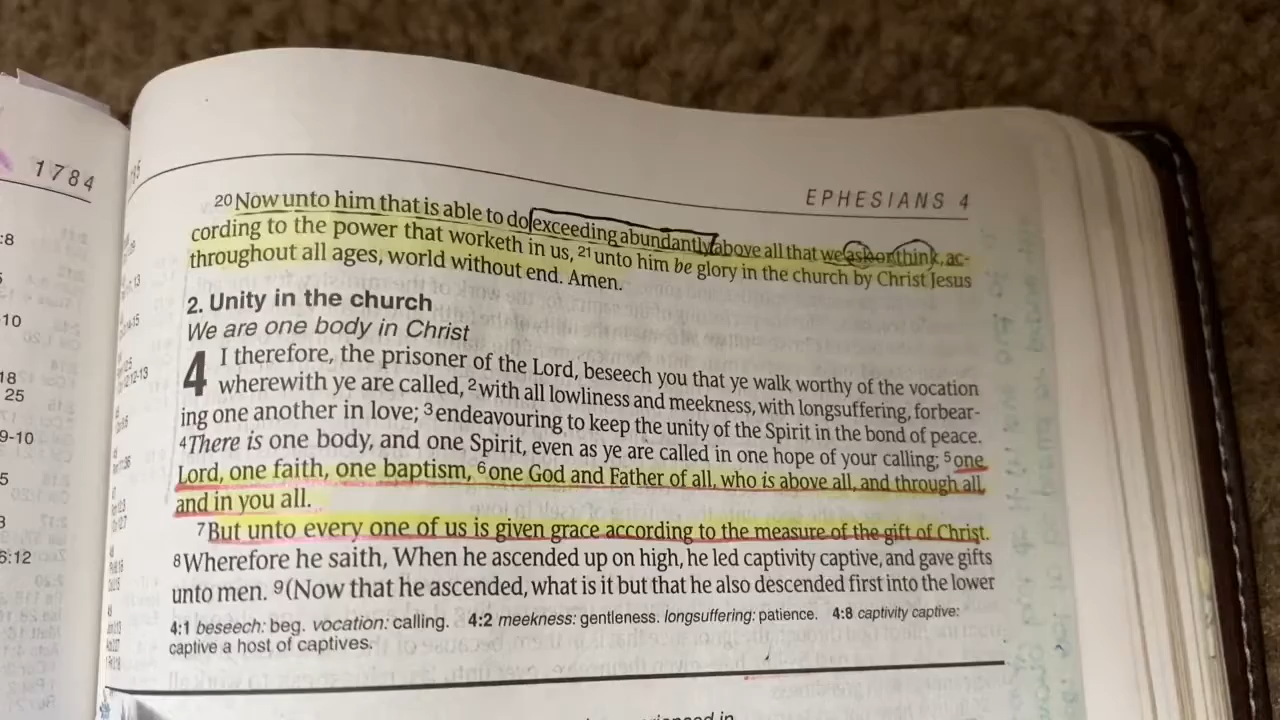 1784
:8
-10
18
25
9-10
5
6:12
EPHESIANS 4
20 Now unto him that is able to do exceeding abundantly above all that we ask or think, ac-
cording to the power that worketh in us, 21 unto him be glory in the church by Christ Jesus
throughout all ages, world without end. Amen.
2. Unity in the church
We are one body in Christ
4 I therefore, the prisoner of the Lord, beseech you that ye walk worthy of the vocation
wherewith ye are called, 2 with all lowliness and meekness, with longsuffering, forbear-
ing one another in love; 3 endeavouring to keep the unity of the Spirit in the bond of peace.
4 There is one body, and one Spirit, even as ye are called in one hope of your calling; 5 one
Lord, one faith, one baptism, 6 one God and Father of all, who is above all, and through all,
and in you all.
7 But unto every one of us is given grace according to the measure of the gift of Christ.
8 Wherefore he saith, When he ascended up on high, he led captivity captive, and gave gifts
unto men. 9 (Now that he ascended, what is it but that he also descended first into the lower
4:1 beseech: beg. vocation: calling. 4:2 meekness: gentleness. longsuffering: patience. 4:8 captivity captive:
captive a host of captives.